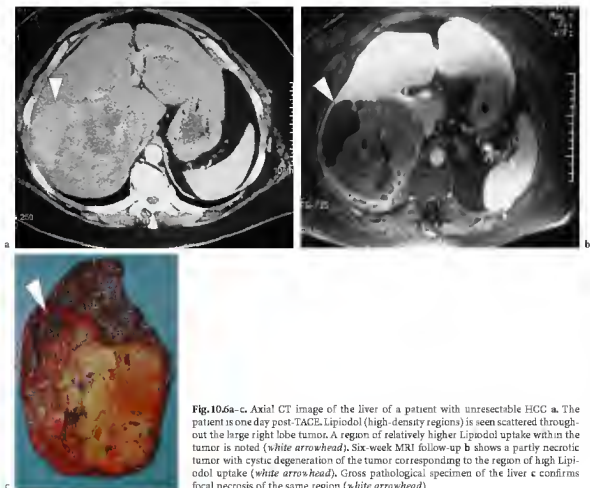 a
b
250
c
Fig. 10.6a–c. Axial CT image of the liver of a patient with unresectable HCC a. The
patient is one day post-TACE. Lipiodol (high-density regions) is seen scattered through-
out the large right lobe tumor. A region of relatively higher Lipiodol uptake within the
tumor is noted (white arrowhead). Six-week MRI follow-up b shows a partly necrotic
tumor with cystic degeneration of the tumor corresponding to the region of high Lipi-
odol uptake (white arrowhead). Gross pathological specimen of the liver c confirms
focal necrosis of the same region (white arrowhead)